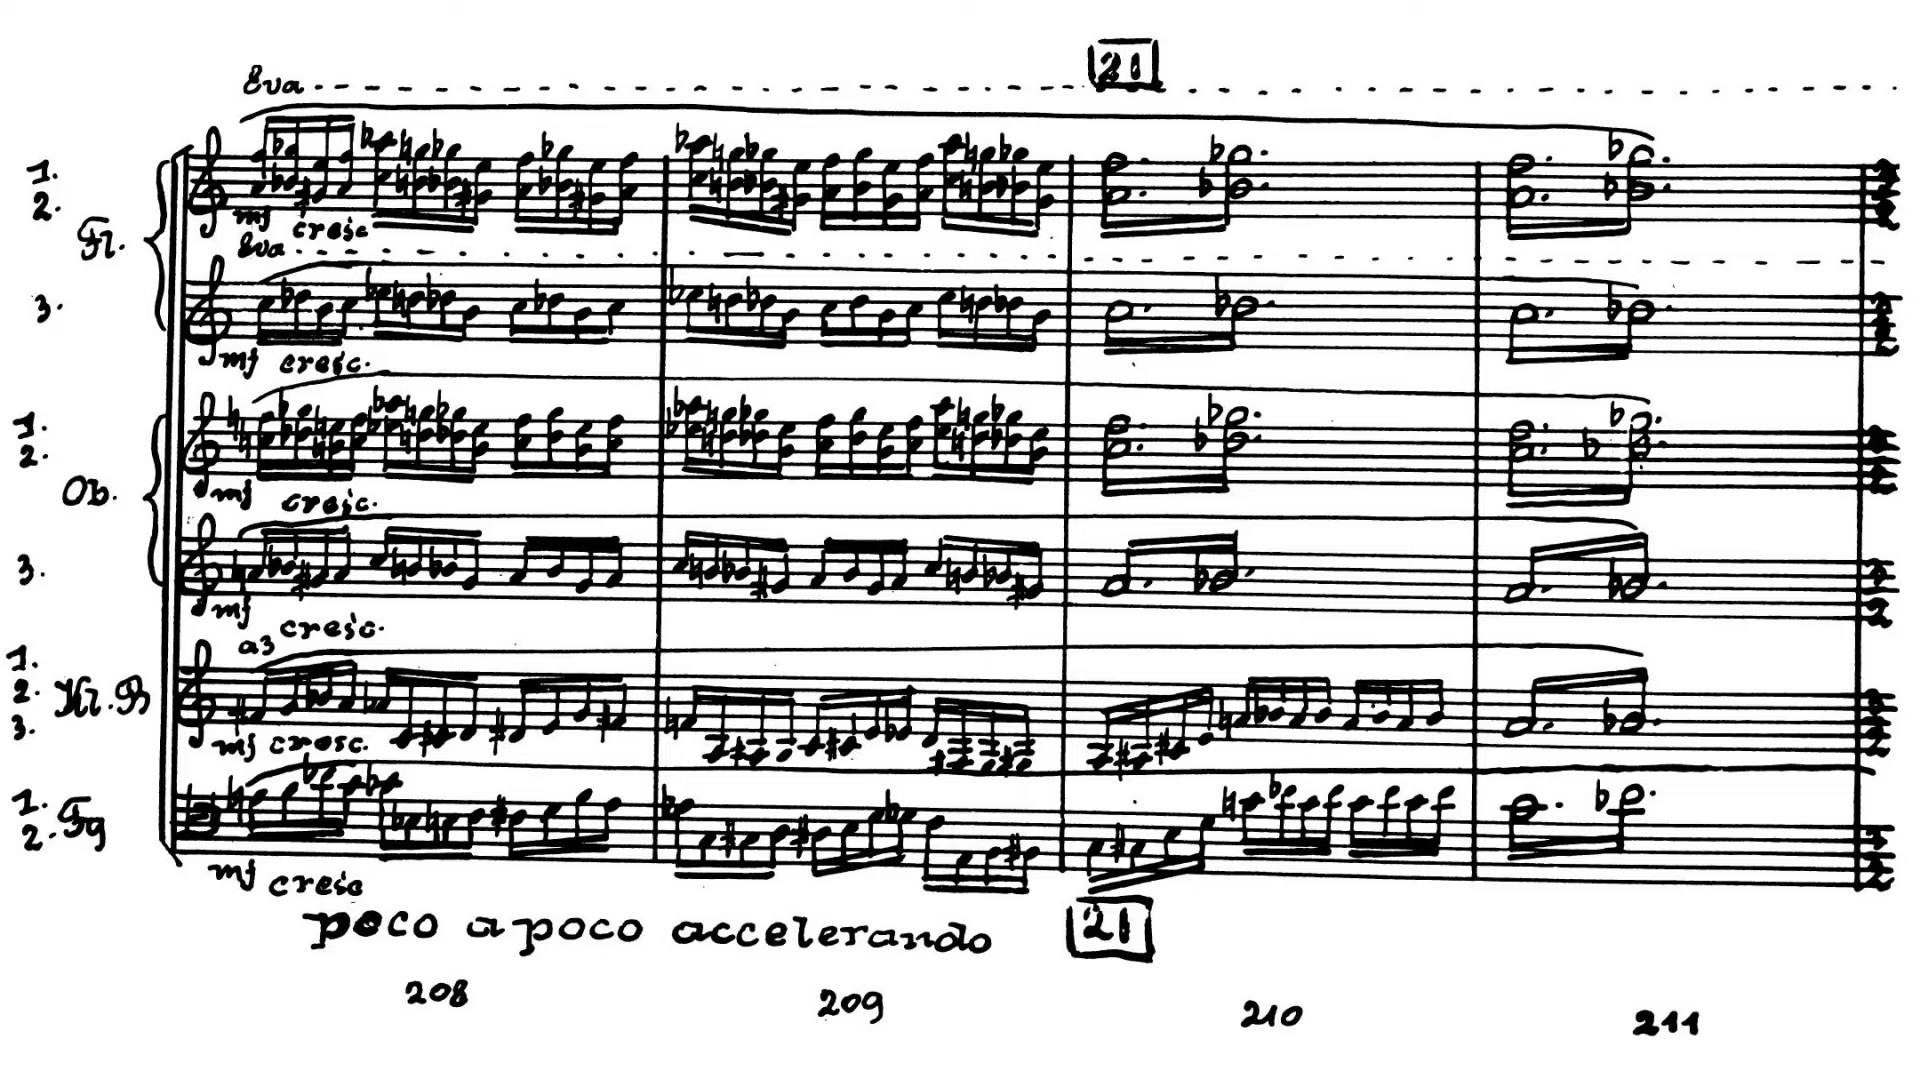 21
8va
1.
2.
Fl.
mf cresc
8va
3.
mf cresc.
1.
2.
Ob.
mf cresc.
3.
mf cresc.
a3
1.
2. Kl. B
3.
mf cresc.
1.
2. Fg
mf cresc
3
2
poco a poco accelerando
21
208 209 210 211